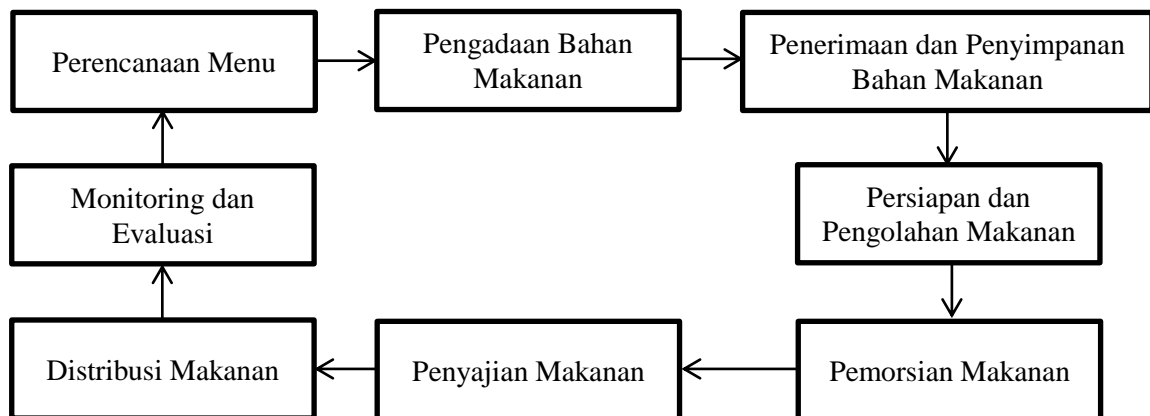 Perencanaan Menu
Pengadaan Bahan
Makanan
Penerimaan dan Penyimpanan
Bahan Makanan
Monitoring dan
Evaluasi
Persiapan dan
Pengolahan Makanan
Distribusi Makanan
Penyajian Makanan
Pemorsian Makanan